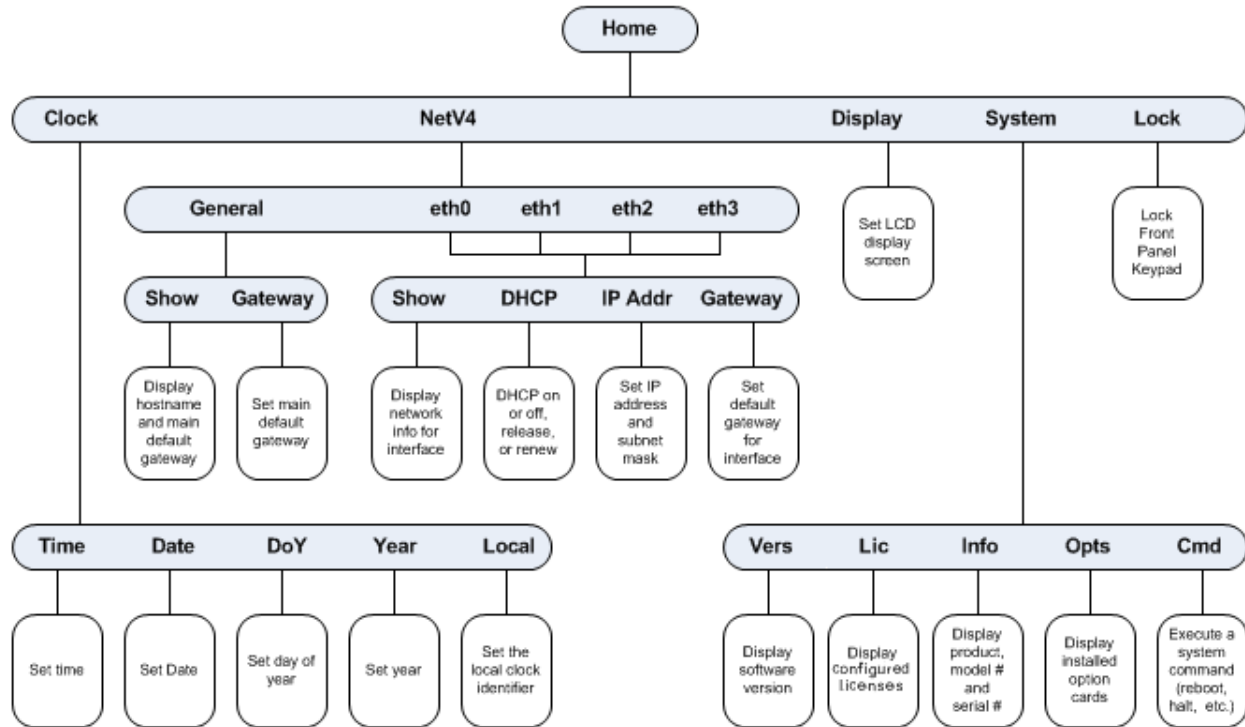 Home
Clock NetV4 Display System Lock
General eth0 eth1 eth2 eth3
Set LCD
display
screen
Lock
Front
Panel
Keypad
Show Gateway
Show DHCP IP Addr Gateway
Display
hostname
and main
default
gateway
Set main
default
gateway
Display
network
info for
interface
DHCP on
or off,
release,
or renew
Set IP
address
and
subnet
mask
Set
default
gateway
for
interface
Time Date DoY Year Local
Vers Lic Info Opts Cmd
Set time
Set Date
Set day of
year
Set year
Set the
local clock
identifier
Display
software
version
Display
configured
licenses
Display
product,
model #
and
serial #
Display
installed
option
cards
Execute a
system
command
(reboot,
halt, etc.)